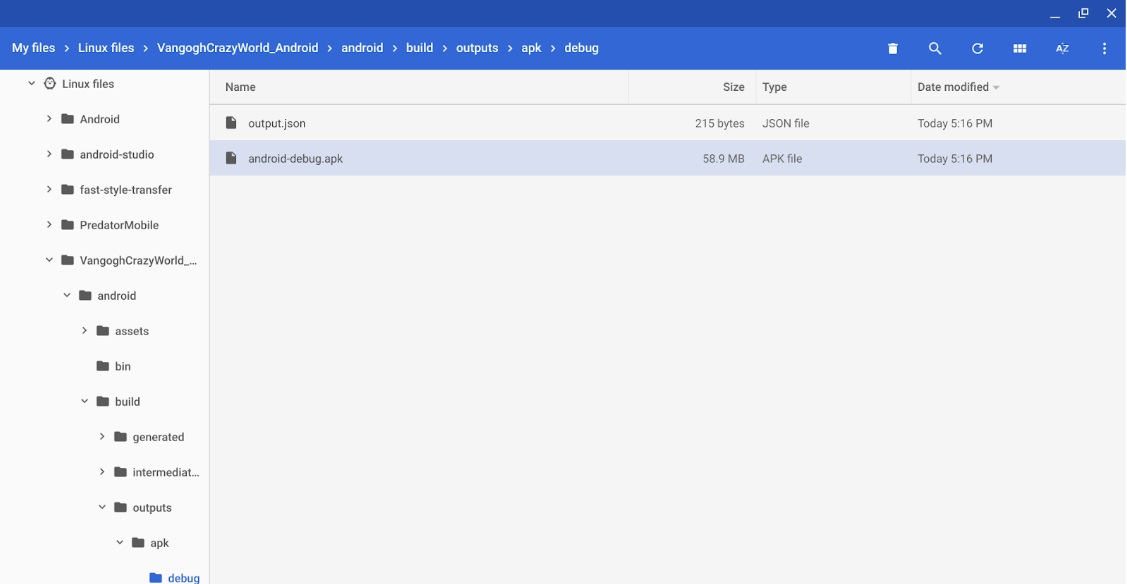 My files > Linux files > VangoghCrazyWorld_Android > android > build > outputs > apk > debug
AZ
Linux files
Android
android-studio
fast-style-transfer
PredatorMobile
VangoghCrazyWorld_...
android
assets
bin
build
generated
intermediat...
outputs
apk
debug
Name Size Type Date modified
output.json 215 bytes JSON file Today 5:16 PM
android-debug.apk 58.9 MB APK file Today 5:16 PM